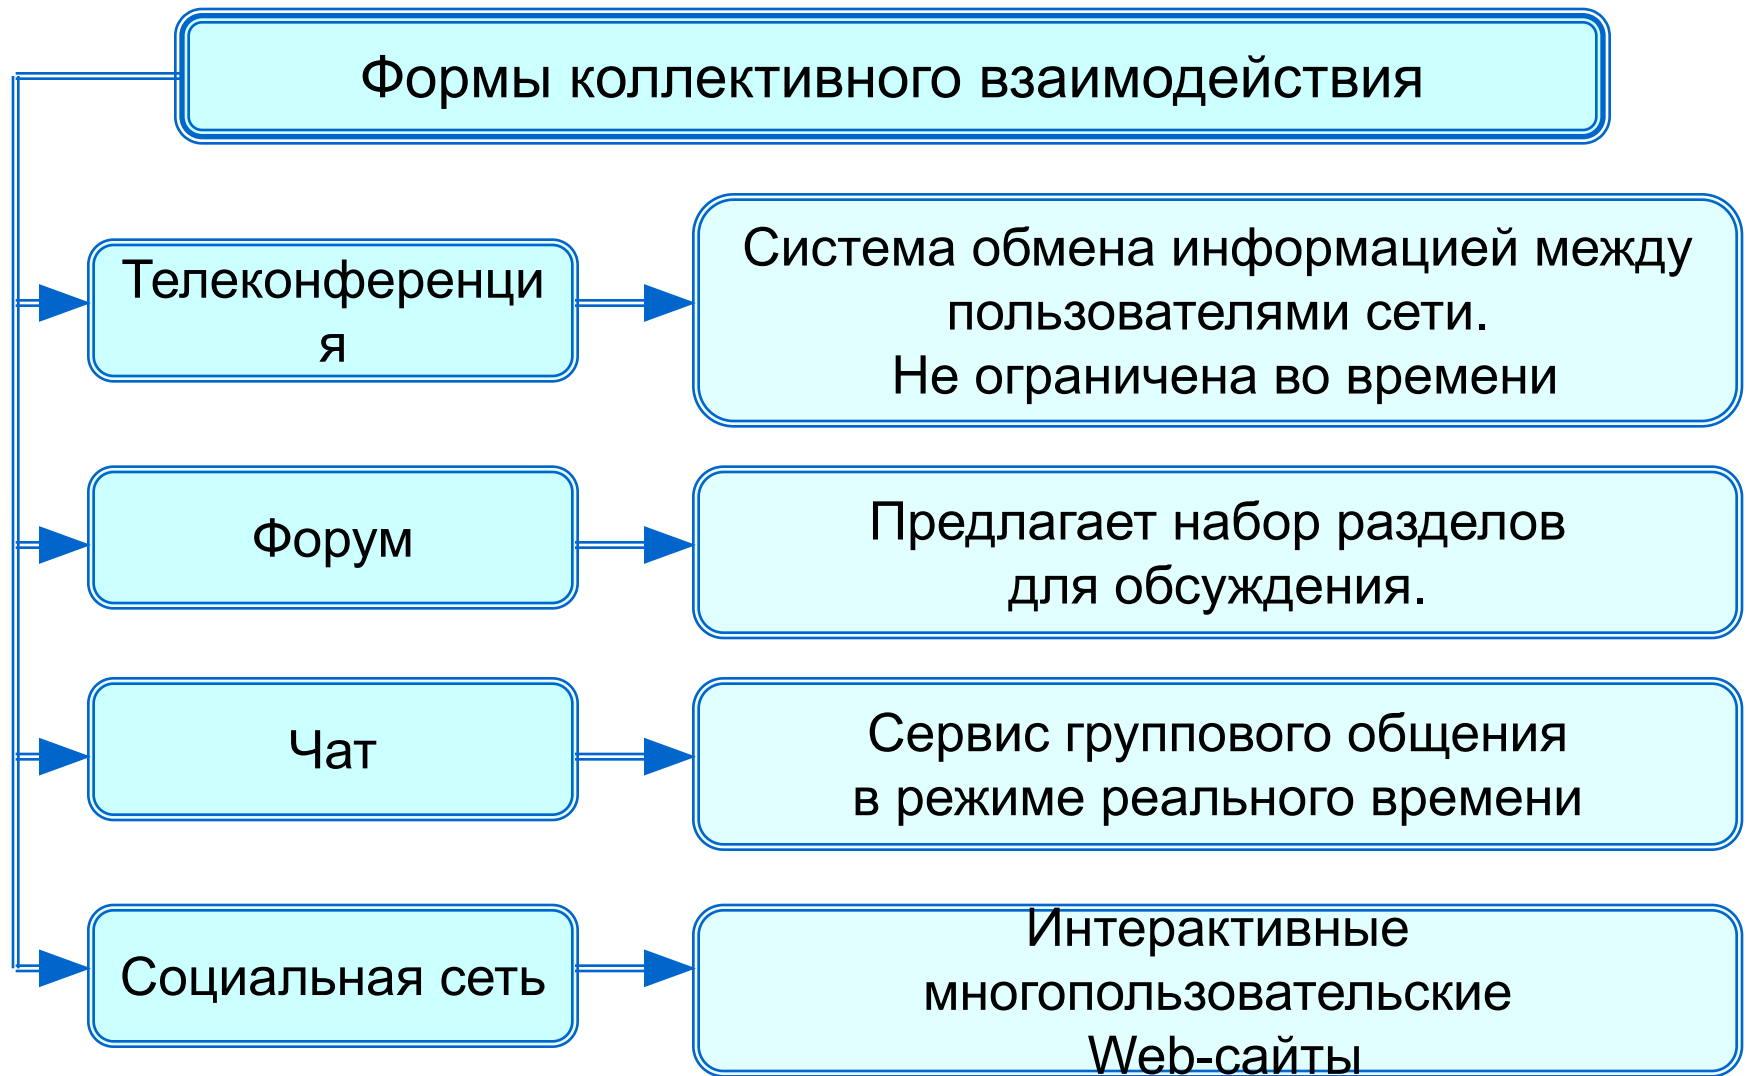 Формы коллективного взаимодействия
Телеконференци
я
Система обмена информацией между
пользователями сети.
Не ограничена во времени
Форум
Предлагает набор разделов
для обсуждения.
Чат
Сервис группового общения
в режиме реального времени
Социальная сеть
Интерактивные
многопользовательские
Web-сайты